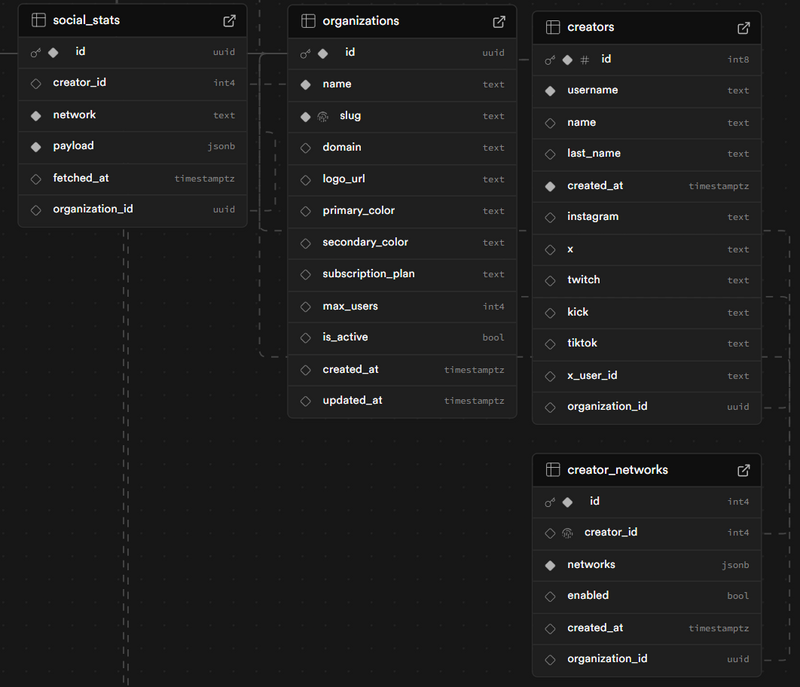 social_stats
id uuid
creator_id int4
network text
payload jsonb
fetched_at timestamptz
organization_id uuid
organizations
id uuid
name text
slug text
domain text
logo_url text
primary_color text
secondary_color text
subscription_plan text
max_users int4
is_active bool
created_at timestamptz
updated_at timestamptz
creators
# id int8
username text
name text
last_name text
created_at timestamptz
instagram text
x text
twitch text
kick text
tiktok text
x_user_id text
organization_id uuid
creator_networks
id int4
creator_id int4
networks jsonb
enabled bool
created_at timestamptz
organization_id uuid